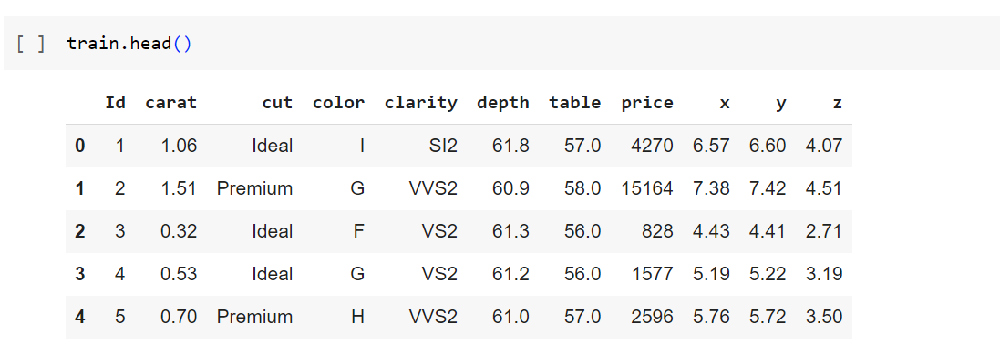 [ ] train.head()
Id carat cut color clarity depth table price x y z
0 1 1.06 Ideal I SI2 61.8 57.0 4270 6.57 6.60 4.07
1 2 1.51 Premium G VVS2 60.9 58.0 15164 7.38 7.42 4.51
2 3 0.32 Ideal F VS2 61.3 56.0 828 4.43 4.41 2.71
3 4 0.53 Ideal G VS2 61.2 56.0 1577 5.19 5.22 3.19
4 5 0.70 Premium H VVS2 61.0 57.0 2596 5.76 5.72 3.50